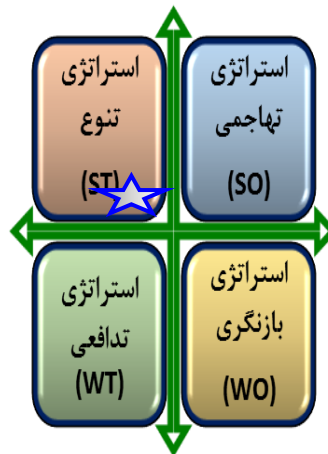 استراتژی
تنوع
(ST)
استراتژی
تهاجمی
(SO)
استراتژی
تدافعی
(WT)
استراتژی
بازنگری
(WO)